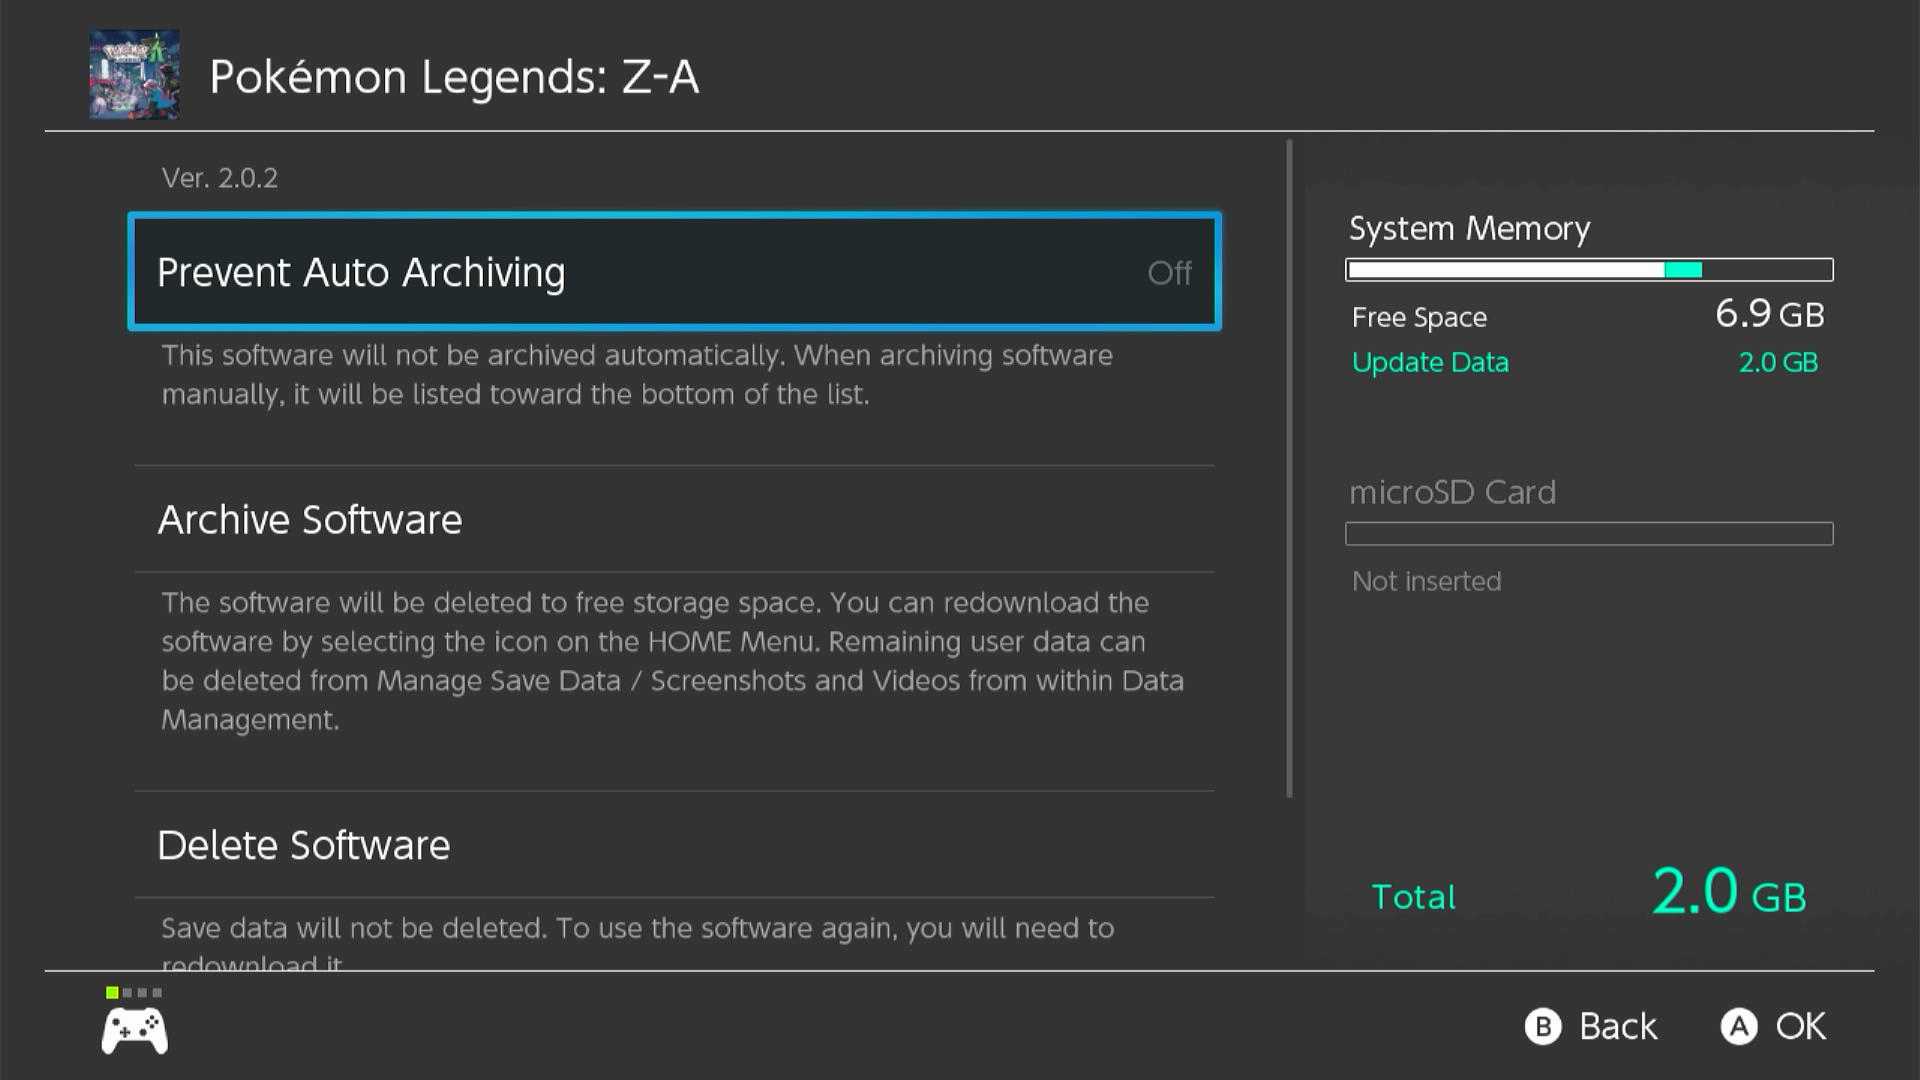 Pokémon Legends: Z-A
Ver. 2.0.2
Prevent Auto Archiving
Off
This software will not be archived automatically. When archiving software
manually, it will be listed toward the bottom of the list.
Archive Software
The software will be deleted to free storage space. You can redownload the
software by selecting the icon on the HOME Menu. Remaining user data can
be deleted from Manage Save Data / Screenshots and Videos from within Data
Management.
Delete Software
Save data will not be deleted. To use the software again, you will need to
redownload it
System Memory
Free Space 6.9 GB
Update Data 2.0 GB
microSD Card
Not inserted
Total 2.0 GB
B Back A OK